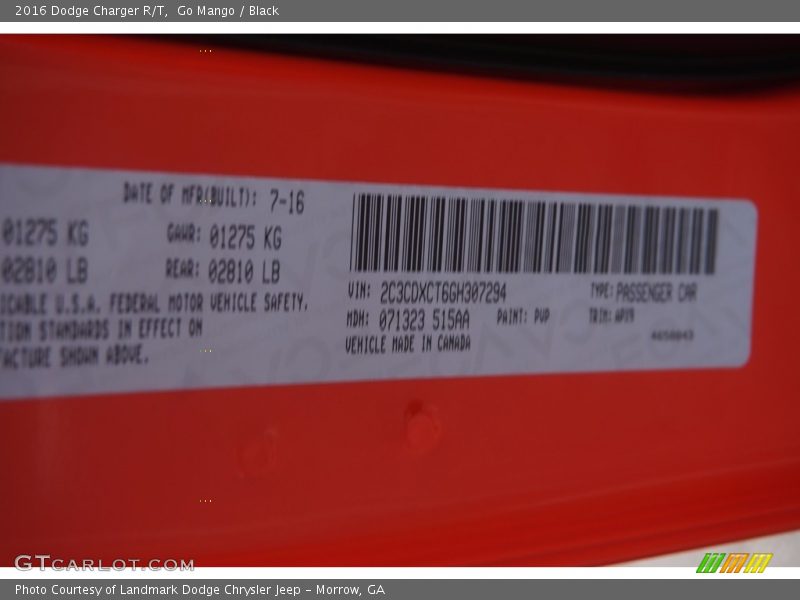 2016 Dodge Charger R/T, Go Mango / Black
DATE OF MFR(BUILT): 7-16
01275 KG GAWR: 01275 KG
02810 LB REAR: 02810 LB
ICABLE U.S.A. FEDERAL MOTOR VEHICLE SAFETY.
TION STANDARDS IN EFFECT ON
FACTURE SHOWN ABOVE.
VIN: 2C3CDXCT6GH307294 TYPE: PASSENGER CAR
MDH: 071323 515AA PAINT: PVP TRIM:
VEHICLE MADE IN CANADA
GTCARLOT.COM
Photo Courtesy of Landmark Dodge Chrysler Jeep – Morrow, GA